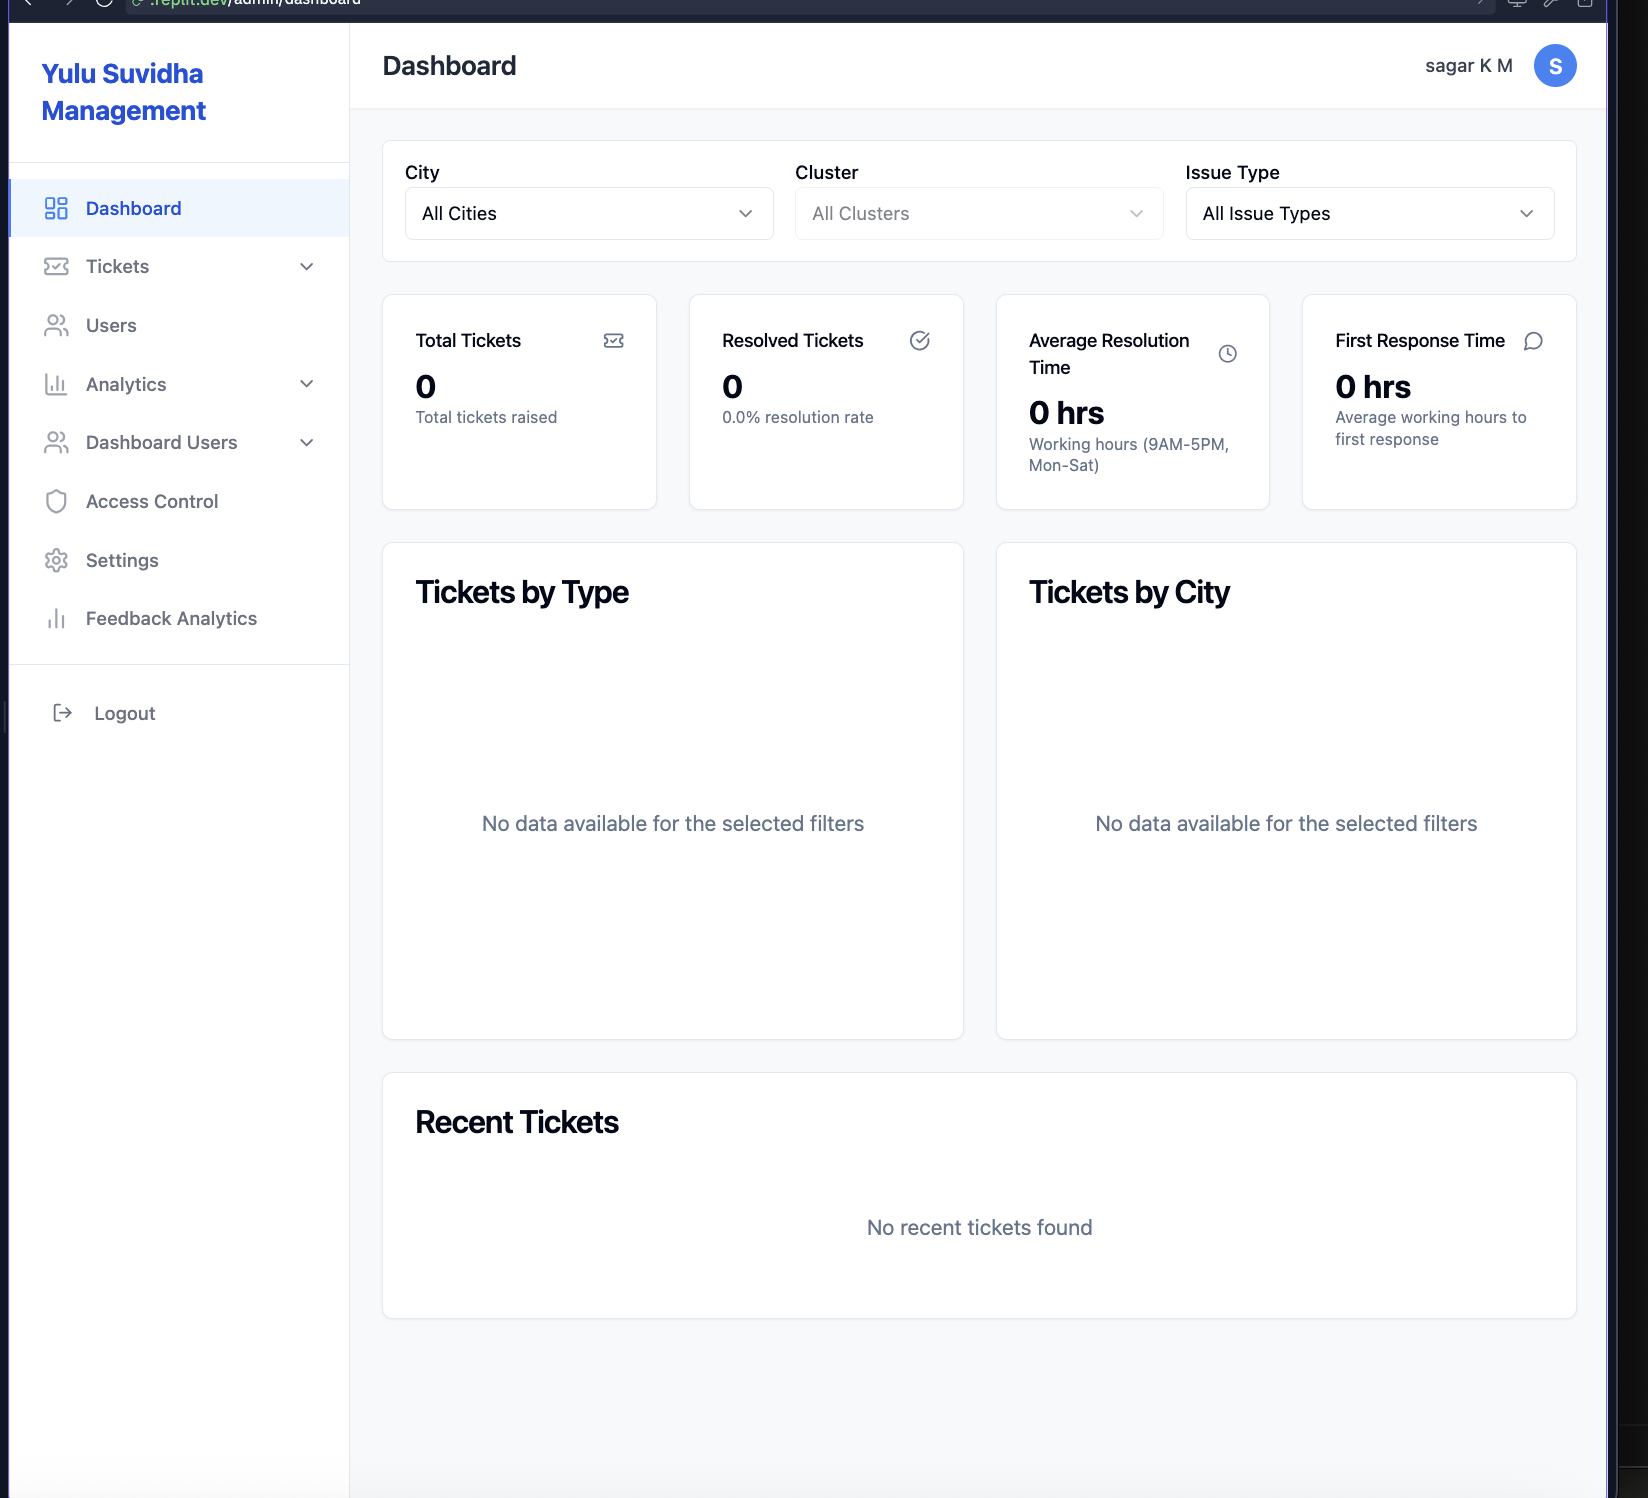 .replit.dev/admin/dashboard
Yulu Suvidha
Management
Dashboard
sagar K M
S
Dashboard
Tickets
Users
Analytics
Dashboard Users
Access Control
Settings
Feedback Analytics
Logout
City
Cluster
Issue Type
All Cities
All Clusters
All Issue Types
Total Tickets
0
Total tickets raised
Resolved Tickets
0
0.0% resolution rate
Average Resolution
Time
0 hrs
Working hours (9AM-5PM,
Mon-Sat)
First Response Time
0 hrs
Average working hours to
first response
Tickets by Type
No data available for the selected filters
Tickets by City
No data available for the selected filters
Recent Tickets
No recent tickets found